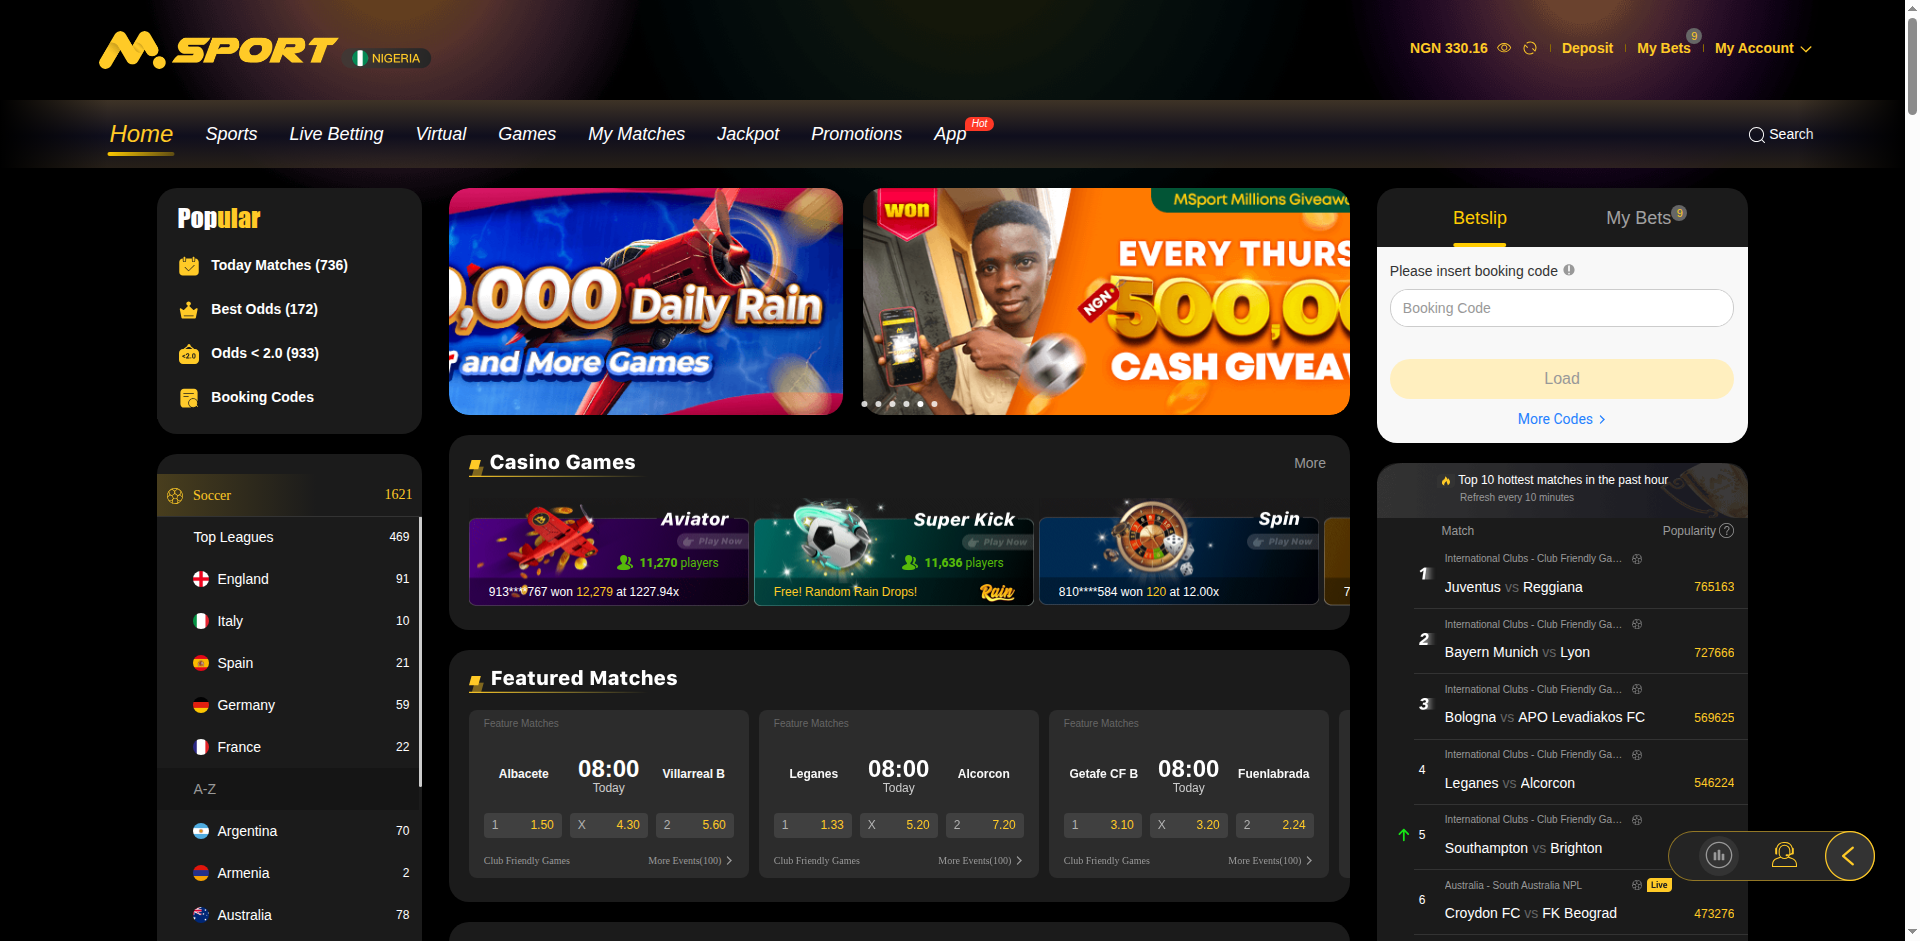 M.SPORT
NIGERIA
NGN 330.16
Deposit
My Bets
9
My Account
Home
Sports
Live Betting
Virtual
Games
My Matches
Jackpot
Promotions
App
Hot
Search
Popular
Today Matches (736)
Best Odds (172)
<2.0
Odds < 2.0 (933)
Booking Codes
Soccer
1621
Top Leagues
469
England
91
Italy
10
Spain
21
Germany
59
France
22
A-Z
Argentina
70
Armenia
2
Australia
78
,000 Daily Rain
and More Games
won
MSport Millions
EVERY THURS
NGN
500,0
CASH GIVEA
Casino Games
More
Aviator
Play Now
11,270 players
913****767 won 12,279 at 1227.94x
Super Kick
Play Now
11,636 players
Free! Random Rain Drops!
Rain
Spin
Play Now
810****584 won 120 at 12.00x
7
Featured Matches
Feature Matches
Albacete
08:00
Today
Villarreal B
1 1.50
X 4.30
2 5.60
Club Friendly Games
More Events(100)
Feature Matches
Leganes
08:00
Today
Alcorcon
1 1.33
X 5.20
2 7.20
Club Friendly Games
More Events(100)
Feature Matches
Getafe CF B
08:00
Today
Fuenlabrada
1 3.10
X 3.20
2 2.24
Club Friendly Games
More Events(100)
Betslip
My Bets
9
Please insert booking code
Booking Code
Load
More Codes
Top 10 hottest matches in the past hour
Refresh every 10 minutes
Match
Popularity ?
1
International Clubs - Club Friendly Ga...
Juventus vs Reggiana
765163
2
International Clubs - Club Friendly Ga...
Bayern Munich vs Lyon
727666
3
International Clubs - Club Friendly Ga...
Bologna vs APO Levadiakos FC
569625
4
International Clubs - Club Friendly Ga...
Leganes vs Alcorcon
546224
5
International Clubs - Club Friendly Ga...
Southampton vs Brighton
6
Australia - South Australia NPL
Live
Croydon FC vs FK Beograd
473276